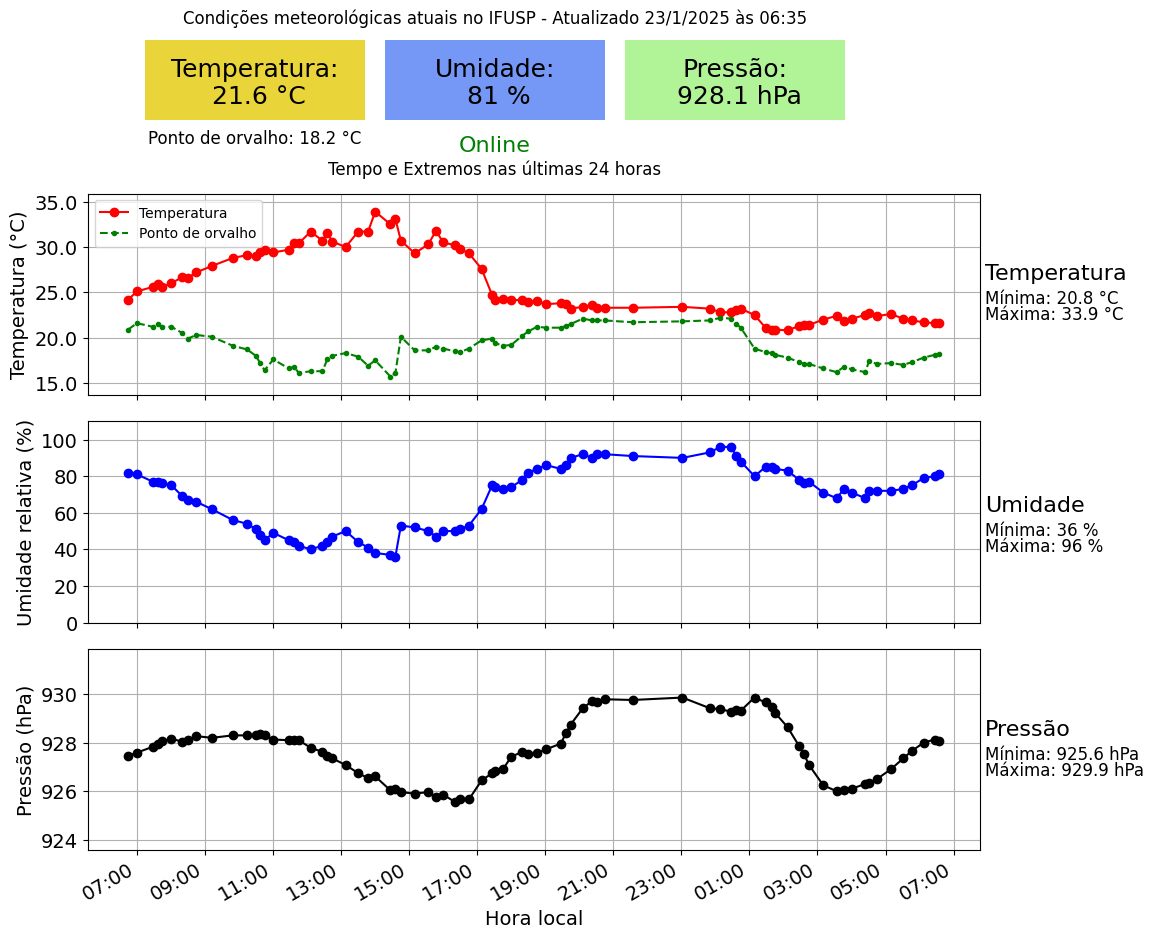 Condições meteorológicas atuais no IFUSP - Atualizado 23/1/2025 às 06:35
Temperatura:
21.6 °C
Umidade:
81 %
Pressão:
928.1 hPa
Ponto de orvalho: 18.2 °C
Online
Tempo e Extremos nas últimas 24 horas
Temperatura (°C)
35.0
30.0
25.0
20.0
15.0
Temperatura
Ponto de orvalho
Temperatura
Mínima: 20.8 °C
Máxima: 33.9 °C
Umidade relativa (%)
100
80
60
40
20
0
Umidade
Mínima: 36 %
Máxima: 96 %
Pressão (hPa)
930
928
926
924
Pressão
Mínima: 925.6 hPa
Máxima: 929.9 hPa
07:00
09:00
11:00
13:00
15:00
17:00
19:00
21:00
23:00
01:00
03:00
05:00
07:00
Hora local